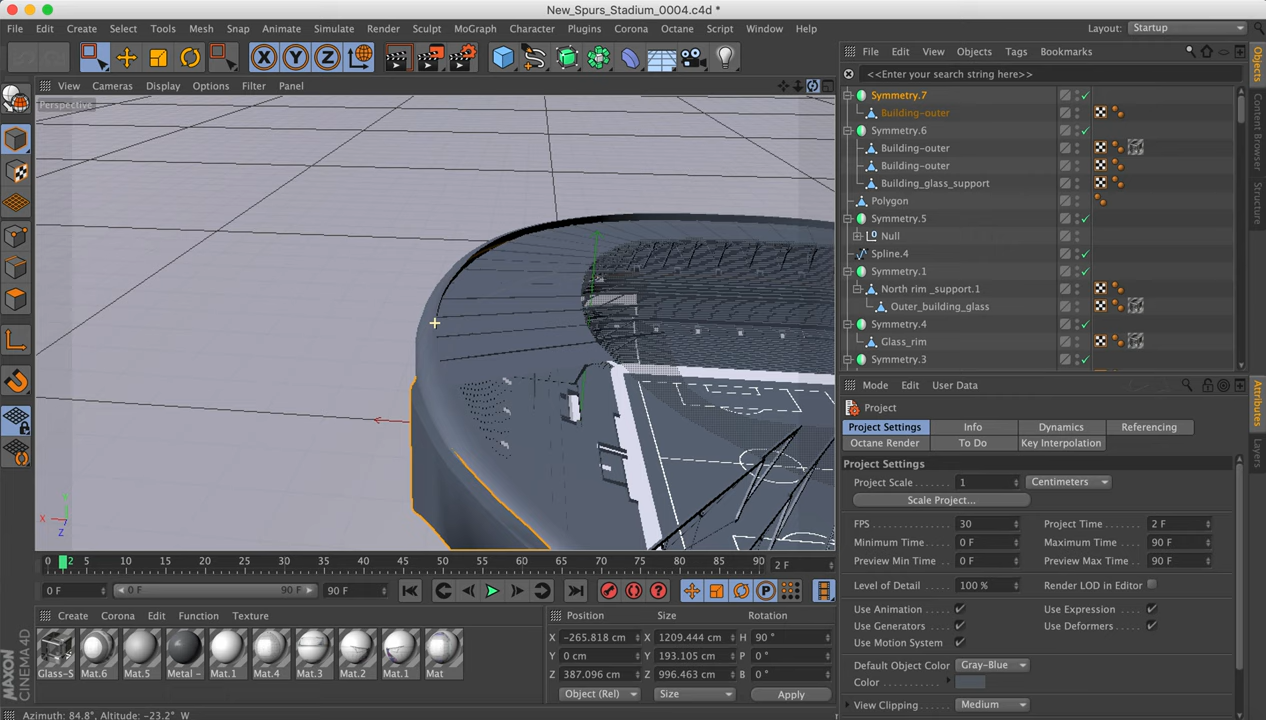 New_Spurs_Stadium_0004.c4d *
File Edit Create Select Tools Mesh Snap Animate Simulate Render Sculpt MoGraph Character Plugins Corona Octane Script Window Help
Layout: Startup
File Edit View Objects Tags Bookmarks
<<Enter your search string here>>
View Cameras Display Options Filter Panel
Perspective
Symmetry.7
Building-outer
Symmetry.6
Building-outer
Building-outer
Building_glass_support
Polygon
Symmetry.5
Null
Spline.4
Symmetry.1
North rim _support.1
Outer_building_glass
Symmetry.4
Glass_rim
Symmetry.3
Objects
Content Browser
Structure
X
Y
Z
Mode Edit User Data
Project
Project Settings Info Dynamics Referencing
Octane Render To Do Key Interpolation
Project Settings
Project Scale 1 Centimeters
Scale Project...
FPS 30 Project Time 2 F
Minimum Time 0 F Maximum Time 90 F
Preview Min Time 0 F Preview Max Time 90 F
Level of Detail 100 % Render LOD in Editor
Use Animation Use Expression
Use Generators Use Deformers
Use Motion System
Default Object Color Gray-Blue
Color
View Clipping Medium
Attributes
Layers
0 2 5 10 15 20 25 30 35 40 45 50 55 60 65 70 75 80 85 90 2 F
0 F 0 F 90 F 90 F
Create Corona Edit Function Texture
Glass-S Mat.6 Mat.5 Metal - Mat.1 Mat.4 Mat.3 Mat.2 Mat.1 Mat
Position Size Rotation
X -265.818 cm X 1209.444 cm H 90 °
Y 0 cm Y 193.105 cm P 0 °
Z 387.096 cm Z 996.463 cm B 0 °
Object (Rel) Size Apply
MAXON
CINEMA 4D
Azimuth: 84.8°, Altitude: -23.2° W